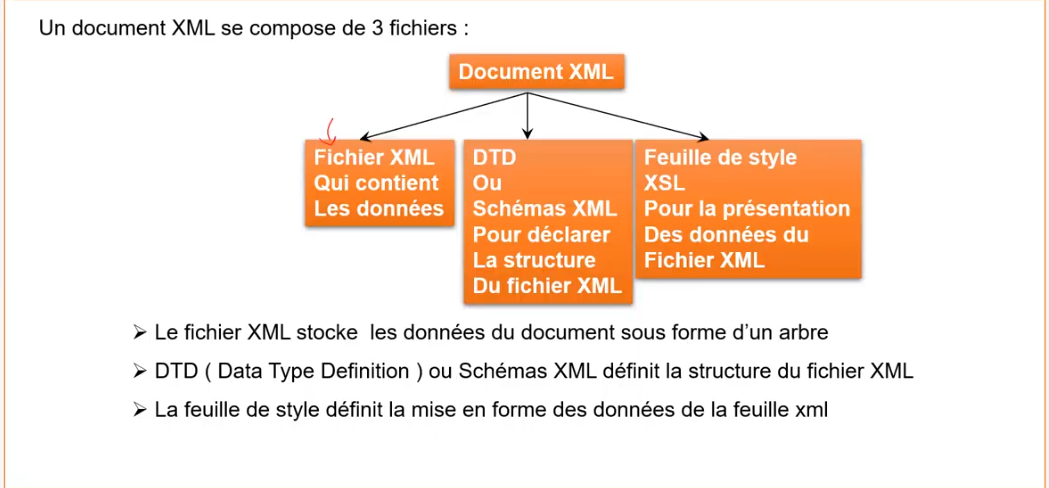 Un document XML se compose de 3 fichiers :
Document XML
Fichier XML
Qui contient
Les données
DTD
Ou
Schémas XML
Pour déclarer
La structure
Du fichier XML
Feuille de style
XSL
Pour la présentation
Des données du
Fichier XML
➢ Le fichier XML stocke les données du document sous forme d’un arbre
➢ DTD ( Data Type Definition ) ou Schémas XML définit la structure du fichier XML
➢ La feuille de style définit la mise en forme des données de la feuille xml